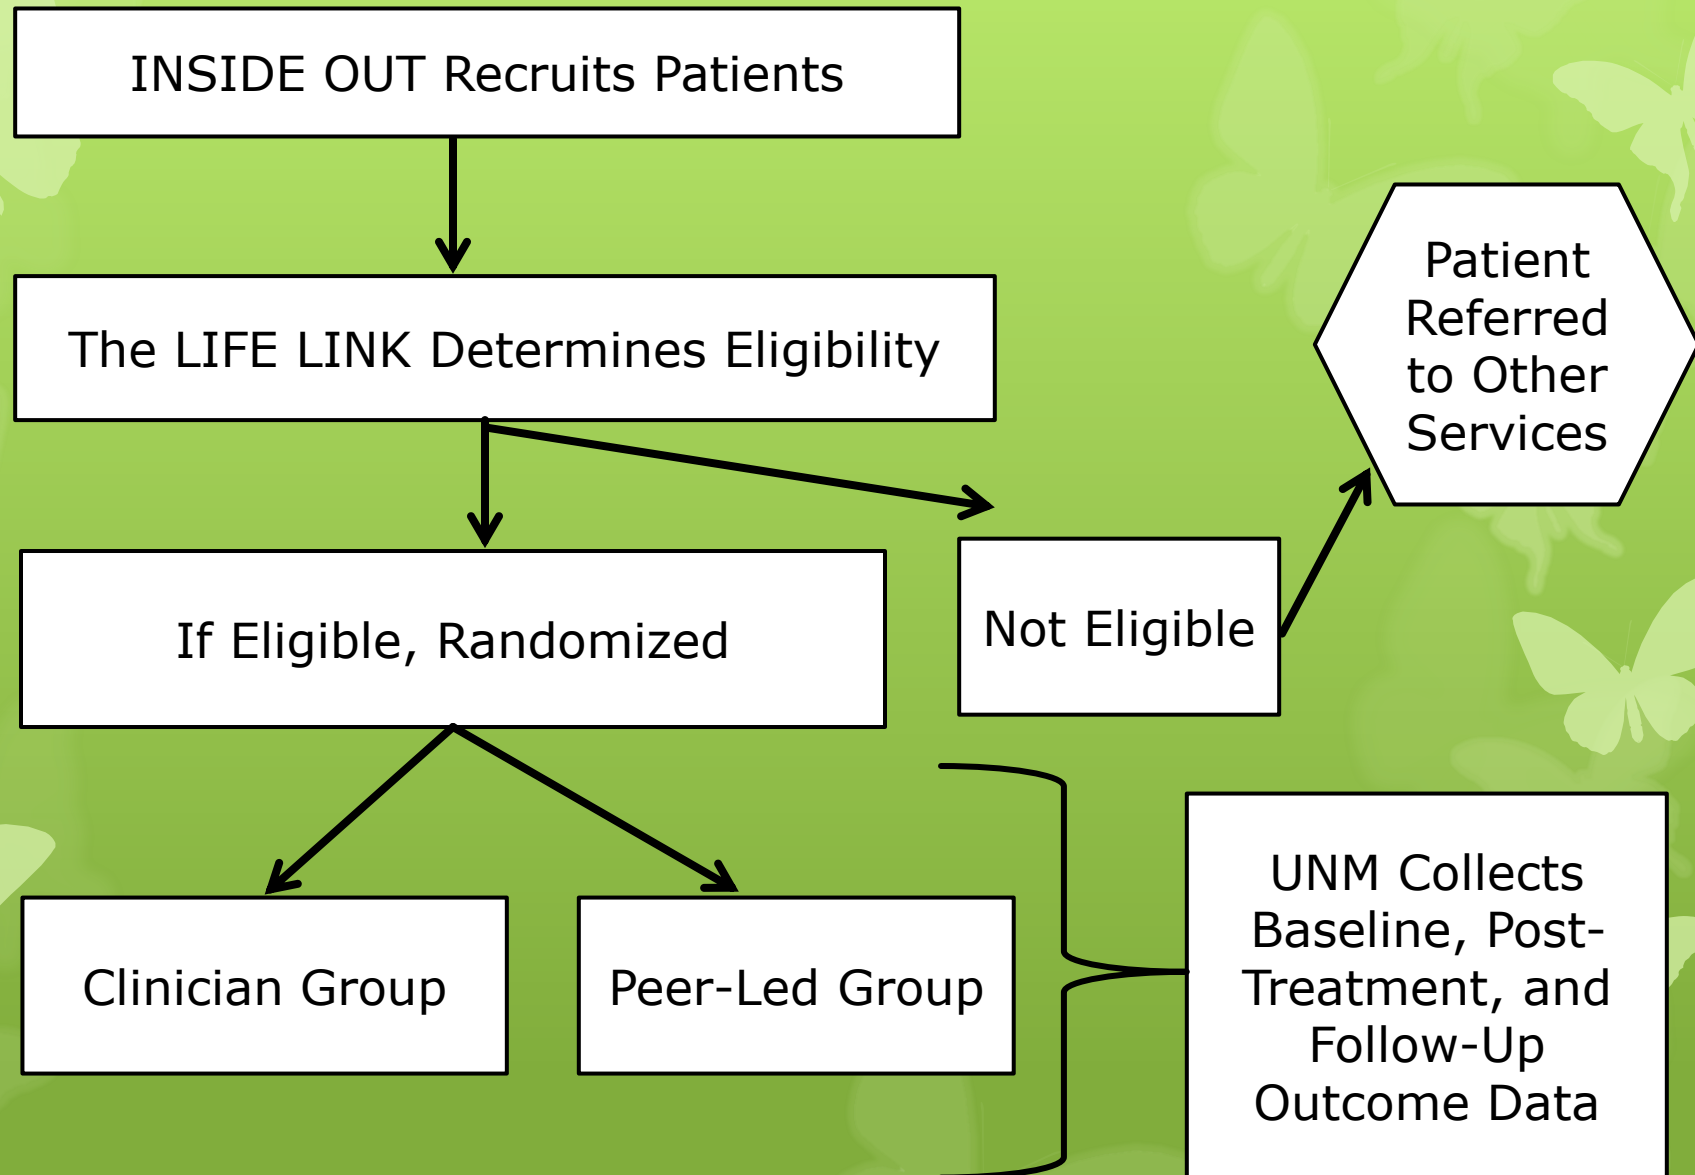 INSIDE OUT Recruits Patients
The LIFE LINK Determines Eligibility
Patient
Referred
to Other
Services
If Eligible, Randomized
Not Eligible
Clinician Group
Peer-Led Group
UNM Collects
Baseline, Post-
Treatment, and
Follow-Up
Outcome Data